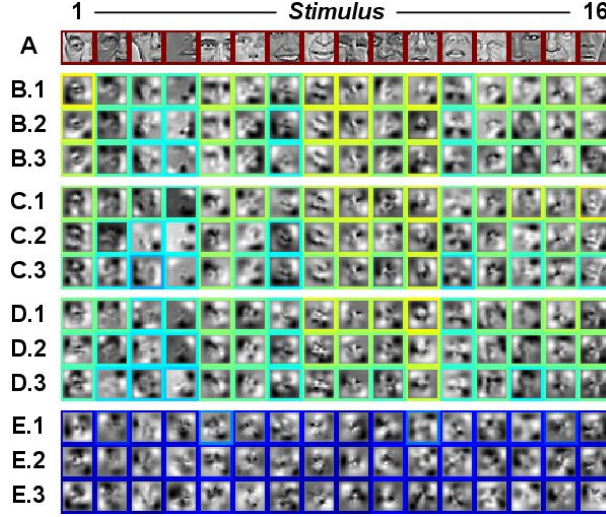 1 Stimulus 16
A
B.1
B.2
B.3
C.1
C.2
C.3
D.1
D.2
D.3
E.1
E.2
E.3